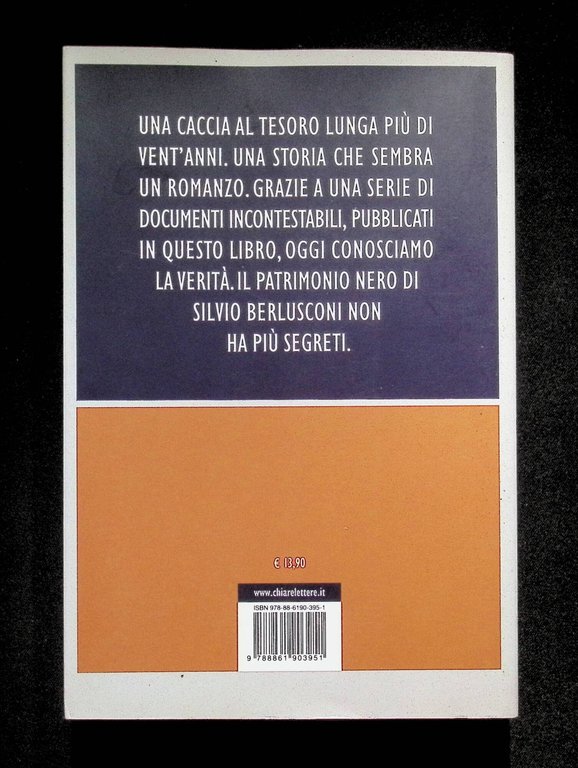 UNA CACCIA AL TESORO LUNGA PIÙ DI
VENT'ANNI. UNA STORIA CHE SEMBRA
UN ROMANZO. GRAZIE A UNA SERIE DI
DOCUMENTI INCONTESTABILI, PUBBLICATI
IN QUESTO LIBRO, OGGI CONOSCIAMO
LA VERITÀ. IL PATRIMONIO NERO DI
SILVIO BERLUSCONI NON
HA PIÙ SEGRETI.
€ 13,90
www.chiarelettere.it
ISBN 978-88-6190-395-1
9 788861 903951